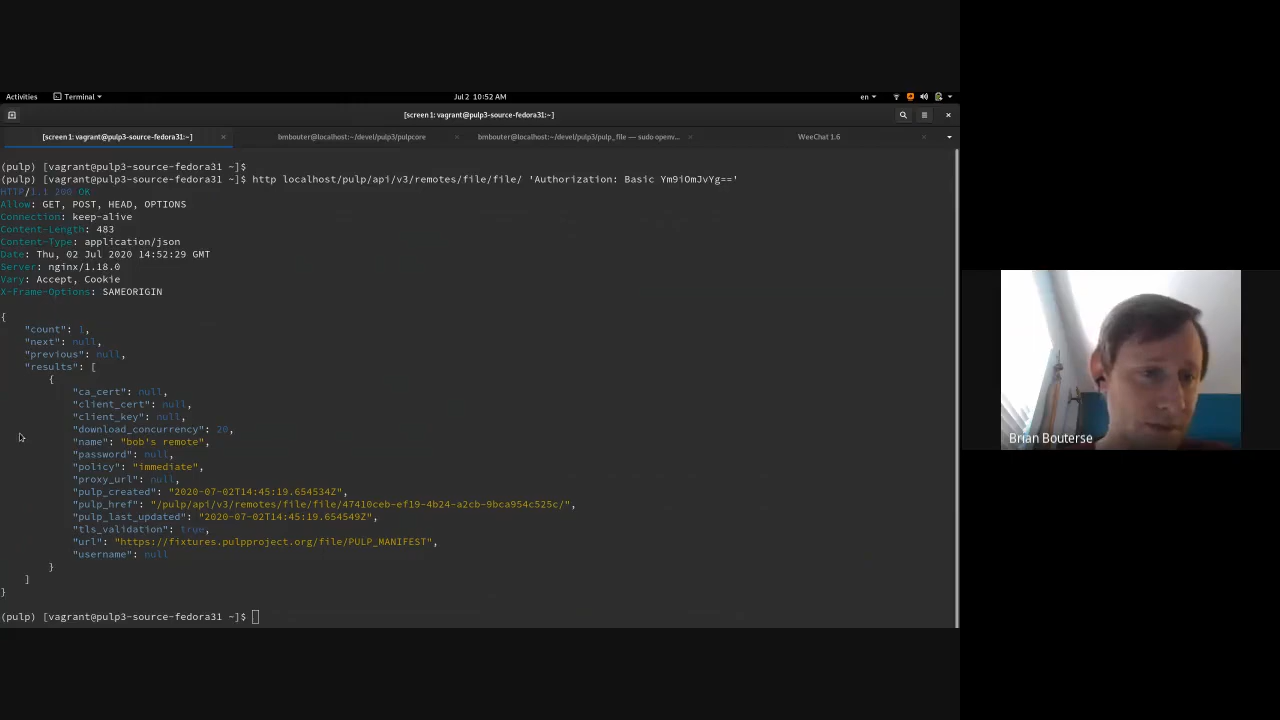 Activities Terminal Jul 2 10:52 AM en
[screen 1: vagrant@pulp3-source-fedora31:~]
[screen 1: vagrant@pulp3-source-fedora31:~] bmbouter@localhost:~/devel/pulp3/pulpcore bmbouter@localhost:~/devel/pulp3/pulp_file — sudo openv... WeeChat 1.6
(pulp) [vagrant@pulp3-source-fedora31 ~]$
(pulp) [vagrant@pulp3-source-fedora31 ~]$ http localhost/pulp/api/v3/remotes/file/file/ 'Authorization: Basic Ym9iOmJvYg=='
HTTP/1.1 200 OK
Allow: GET, POST, HEAD, OPTIONS
Connection: keep-alive
Content-Length: 483
Content-Type: application/json
Date: Thu, 02 Jul 2020 14:52:29 GMT
Server: nginx/1.18.0
Vary: Accept, Cookie
X-Frame-Options: SAMEORIGIN
{
"count": 1,
"next": null,
"previous": null,
"results": [
{
"ca_cert": null,
"client_cert": null,
"client_key": null,
"download_concurrency": 20,
"name": "bob's remote",
"password": null,
"policy": "immediate",
"proxy_url": null,
"pulp_created": "2020-07-02T14:45:19.654534Z",
"pulp_href": "/pulp/api/v3/remotes/file/file/47410ceb-ef19-4b24-a2cb-9bca954c525c/",
"pulp_last_updated": "2020-07-02T14:45:19.654549Z",
"tls_validation": true,
"url": "https://fixtures.pulpproject.org/file/PULP_MANIFEST",
"username": null
}
]
}
(pulp) [vagrant@pulp3-source-fedora31 ~]$
Brian Bouterse